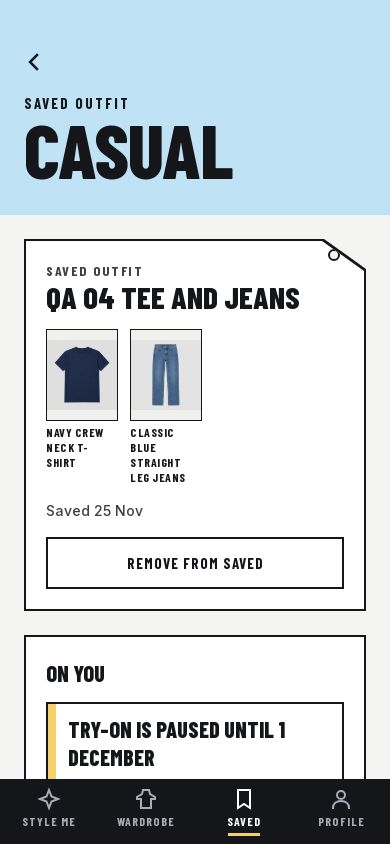 SAVED OUTFIT
CASUAL
SAVED OUTFIT
QA 04 TEE AND JEANS
NAVY CREW
NECK T-
SHIRT
CLASSIC
BLUE
STRAIGHT
LEG JEANS
Saved 25 Nov
REMOVE FROM SAVED
ON YOU
TRY-ON IS PAUSED UNTIL 1
DECEMBER
STYLE ME
WARDROBE
SAVED
PROFILE